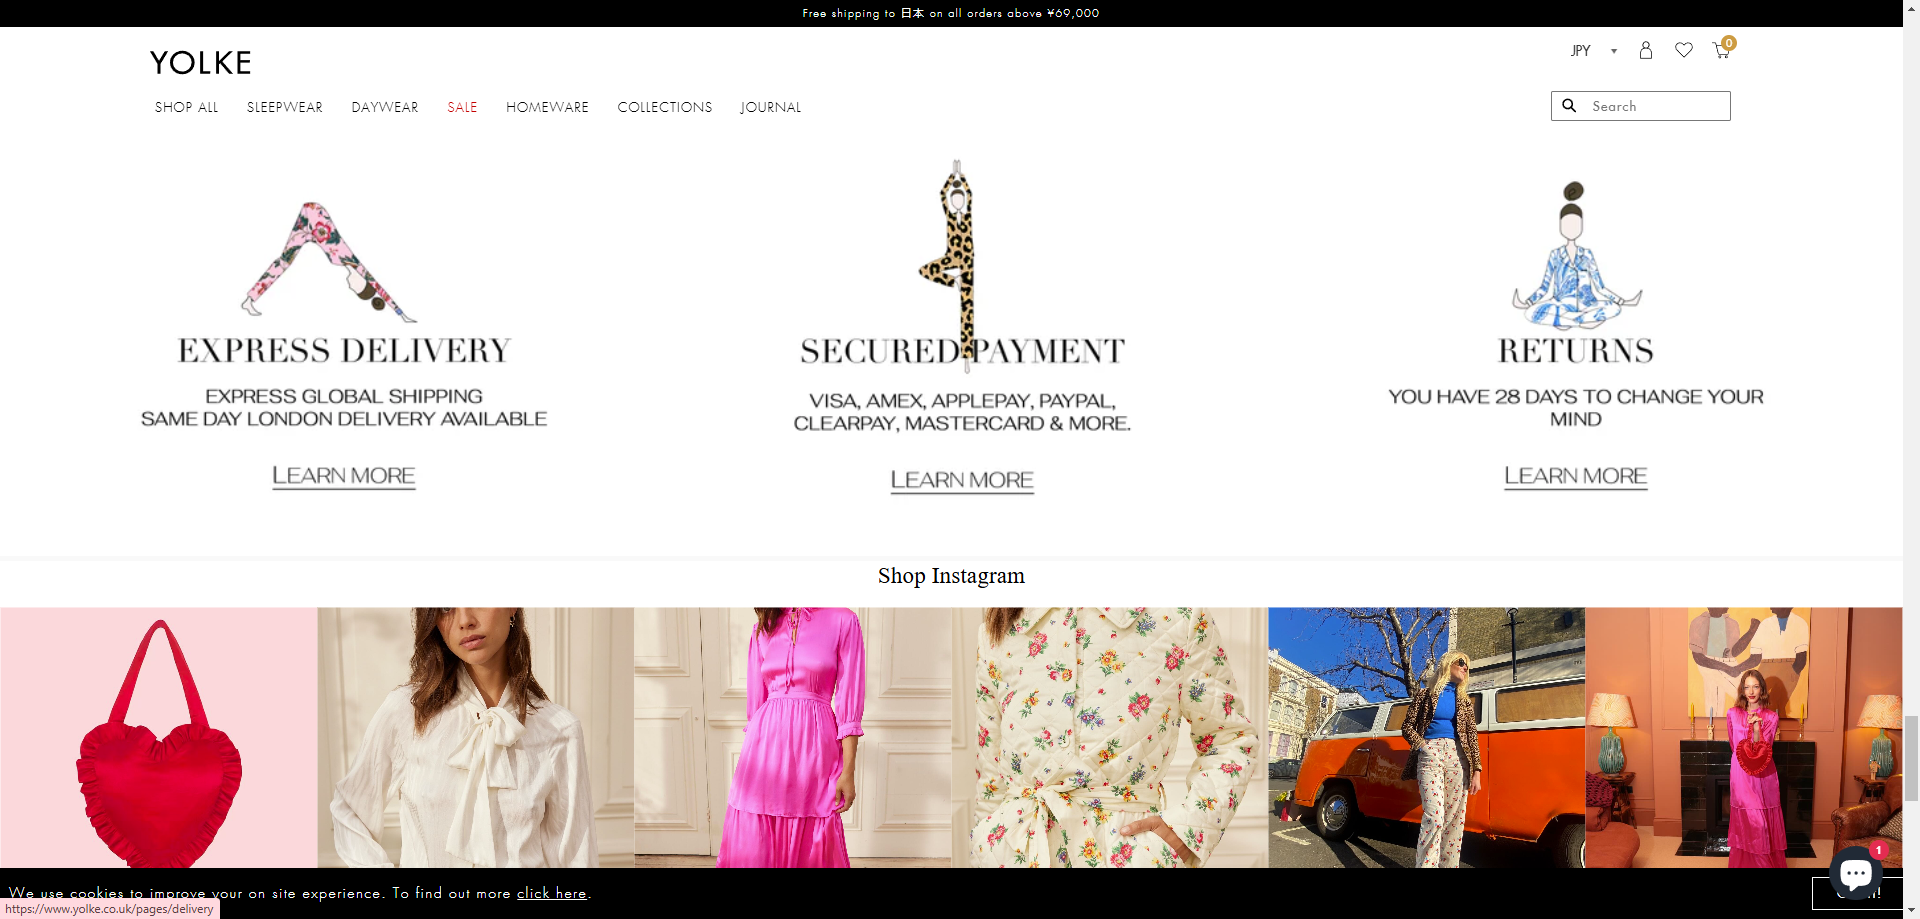 Free shipping to 日本 on all orders above ¥69,000
YOLKE
JPY
0
SHOP ALL SLEEPWEAR DAYWEAR SALE HOMEWARE COLLECTIONS JOURNAL
Search
EXPRESS DELIVERY
EXPRESS GLOBAL SHIPPING
SAME DAY LONDON DELIVERY AVAILABLE
LEARN MORE
SECURED PAYMENT
VISA, AMEX, APPLEPAY, PAYPAL,
CLEARPAY, MASTERCARD & MORE.
LEARN MORE
RETURNS
YOU HAVE 28 DAYS TO CHANGE YOUR
MIND
LEARN MORE
Shop Instagram
We use cookies to improve your on site experience. To find out more click here.
1
https://www.yolke.co.uk/pages/delivery